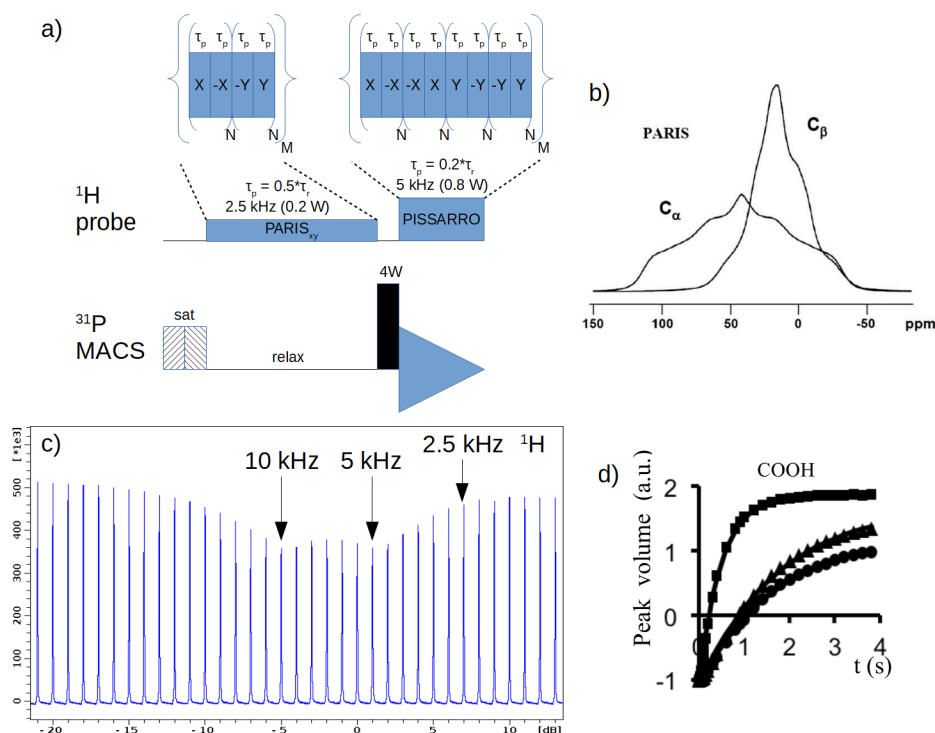 a)
τp τp τp τp
τp τp τp τp τp τp τp τp
X -X -Y Y
X -X -X X Y -Y -Y Y
N N M
N N N N M
τp = 0.5*τr
2.5 kHz (0.2 W)
τp = 0.2*τr
5 kHz (0.8 W)
1H
probe
PARISxy
PISSARRO
4W
31P
MACS
sat
relax
b)
PARIS
Cβ
Cα
150 100 50 0 -50 ppm
c)
[ *1e3]
10 kHz 5 kHz 2.5 kHz 1H
500
400
300
200
100
0
-20 -15 -10 -5 0 5 10 [dB]
d)
COOH
Peak volume (a.u.)
2
1
0
-1
0 1 2 3 4
t (s)